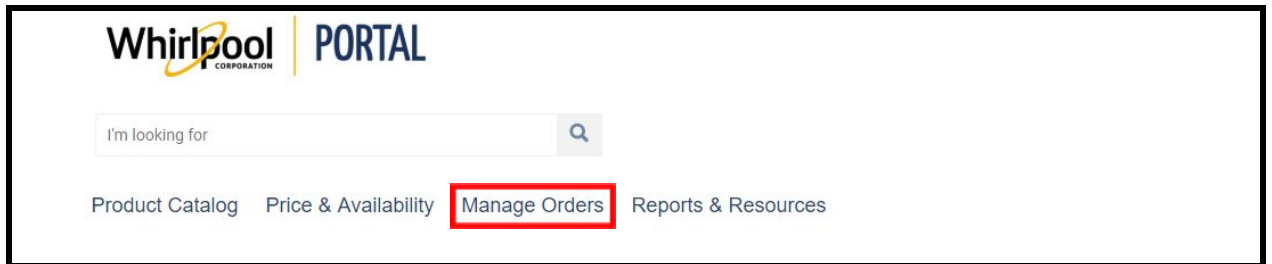 Whirlpool PORTAL
CORPORATION
I'm looking for
Product Catalog Price & Availability Manage Orders Reports & Resources